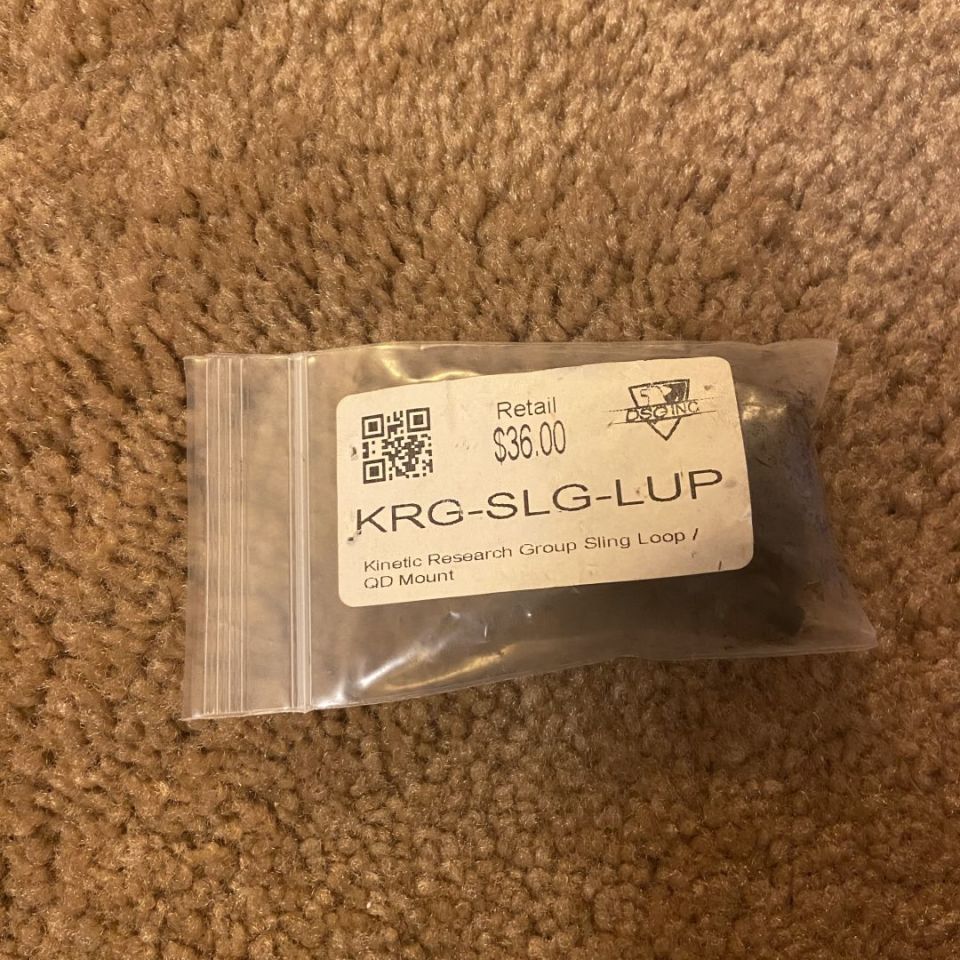 Retail
$36.00
DSG INC
KRG-SLG-LUP
Kinetic Research Group Sling Loop /
QD Mount